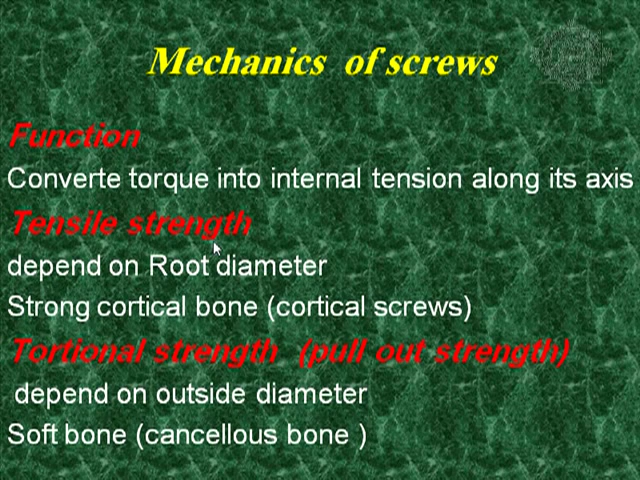 Mechanics of screws
Function
Converte torque into internal tension along its axis
Tensile strength
depend on Root diameter
Strong cortical bone (cortical screws)
Tortional strength (pull out strength)
depend on outside diameter
Soft bone (cancellous bone )